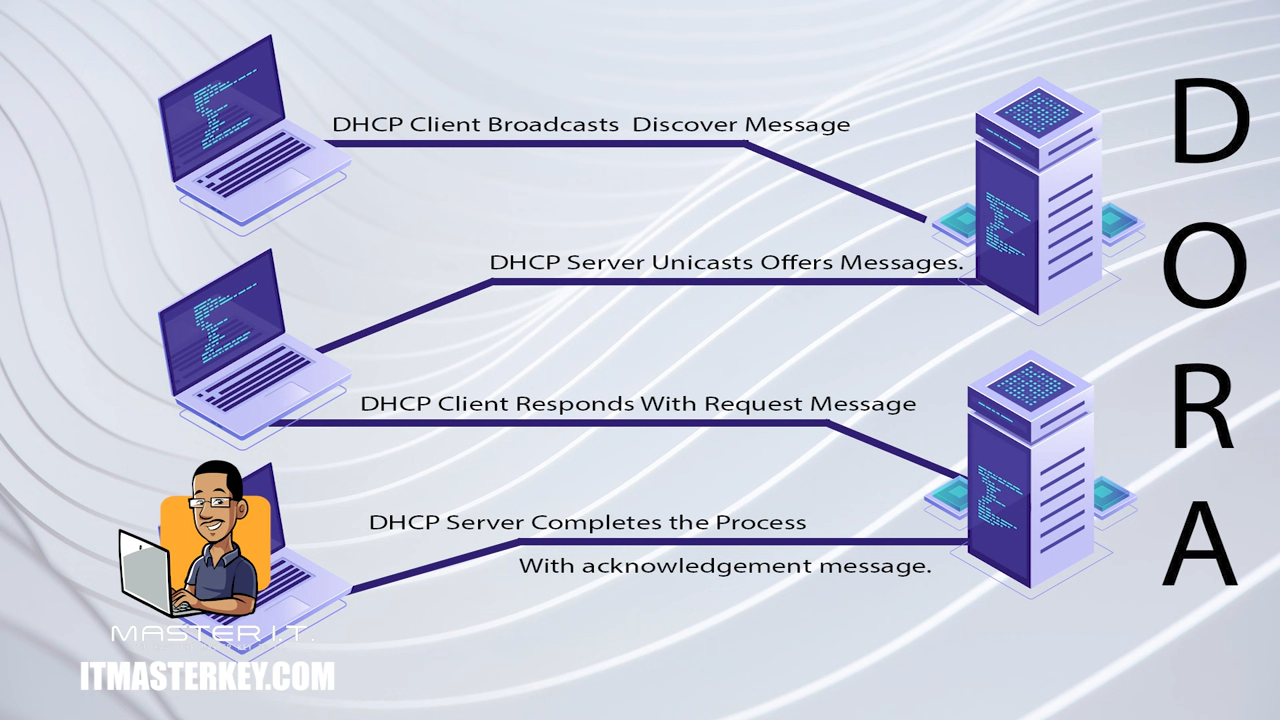 DHCP Client Broadcasts  Discover Message
D
DHCP Server Unicasts Offers Messages.
O
DHCP Client Responds With Request Message
R
DHCP Server Completes the Process
With acknowledgement message.
A
MASTER I.T.
ITMASTERKEY.COM